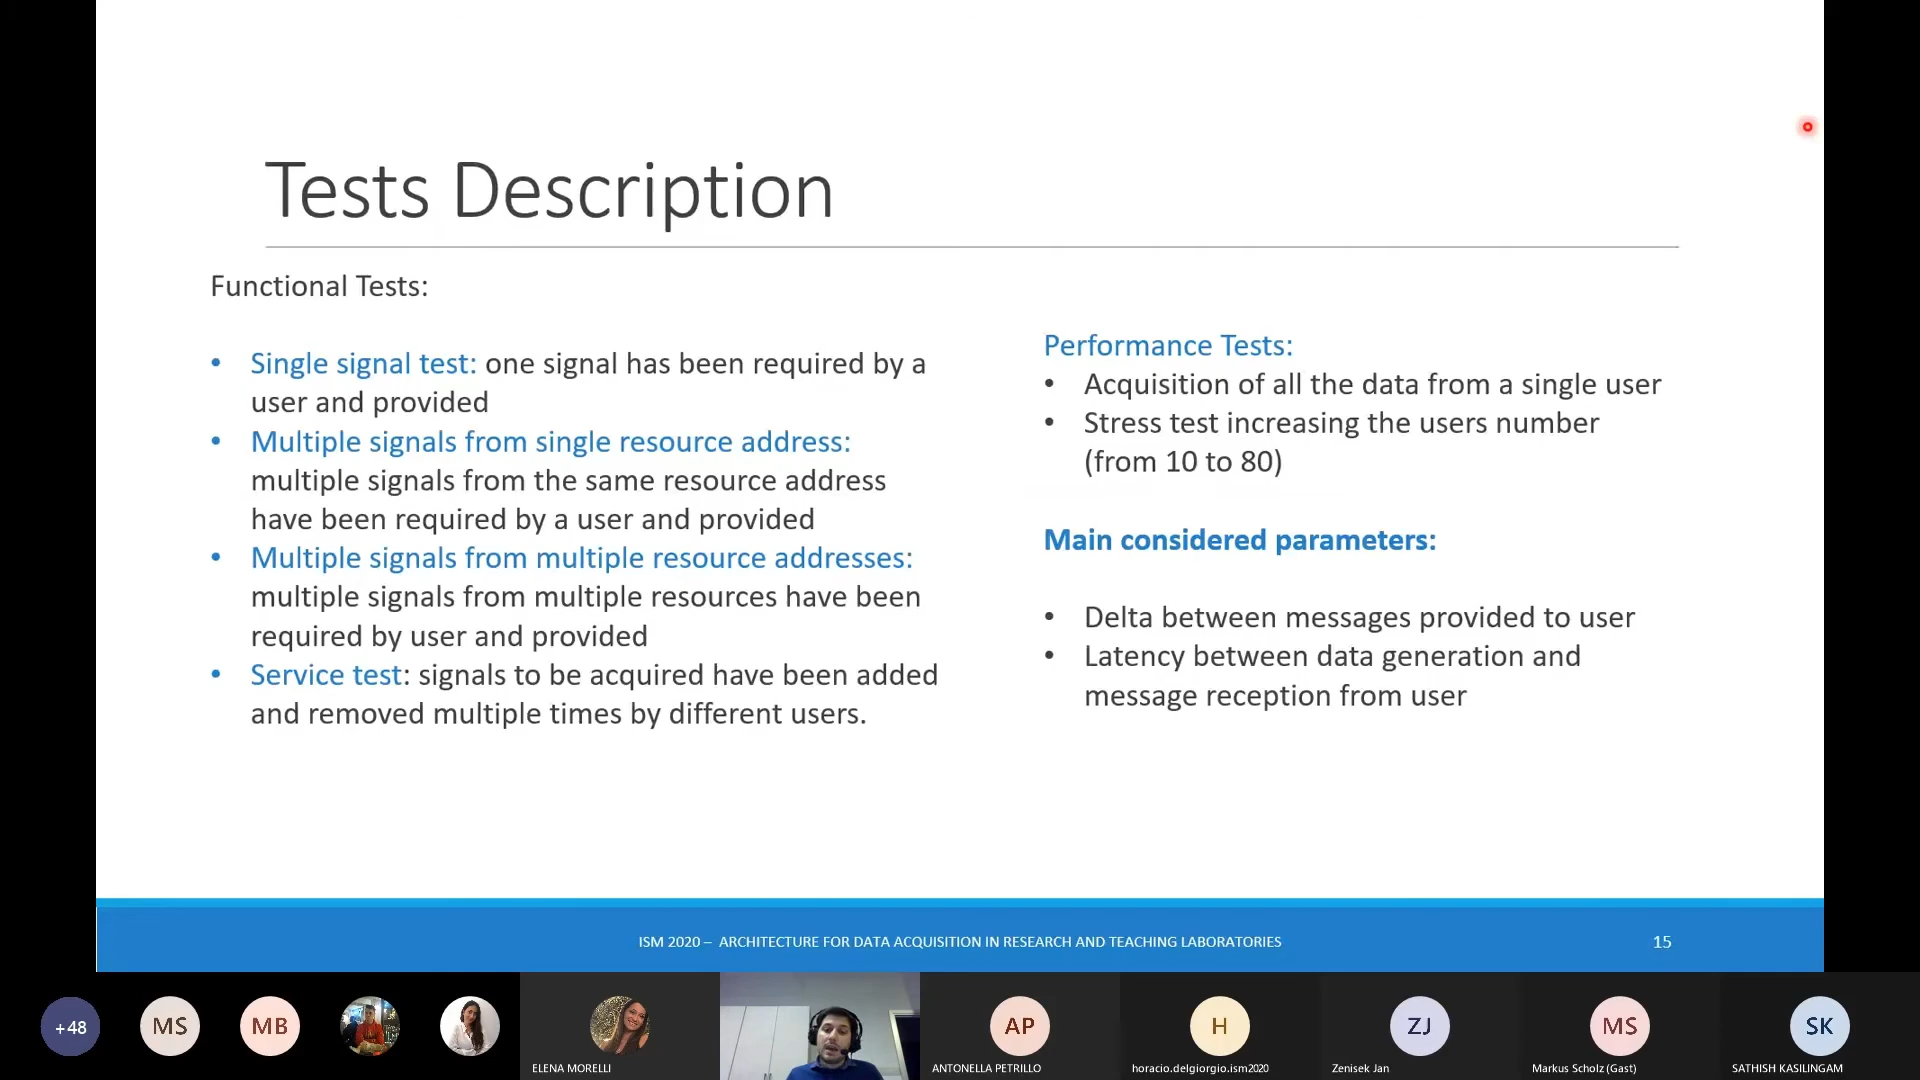 Tests Description
Functional Tests:
• Single signal test: one signal has been required by a
user and provided
• Multiple signals from single resource address:
multiple signals from the same resource address
have been required by a user and provided
• Multiple signals from multiple resource addresses:
multiple signals from multiple resources have been
required by user and provided
• Service test: signals to be acquired have been added
and removed multiple times by different users.
Performance Tests:
• Acquisition of all the data from a single user
• Stress test increasing the users number
(from 10 to 80)
Main considered parameters:
• Delta between messages provided to user
• Latency between data generation and
message reception from user
ISM 2020 – ARCHITECTURE FOR DATA ACQUISITION IN RESEARCH AND TEACHING LABORATORIES
15
+48
MS
MB
ELENA MORELLI
AP
ANTONELLA PETRILLO
H
horacio.delgiorgio.ism2020
ZJ
Zenisek Jan
MS
Markus Scholz (Gast)
SK
SATHISH KASILINGAM